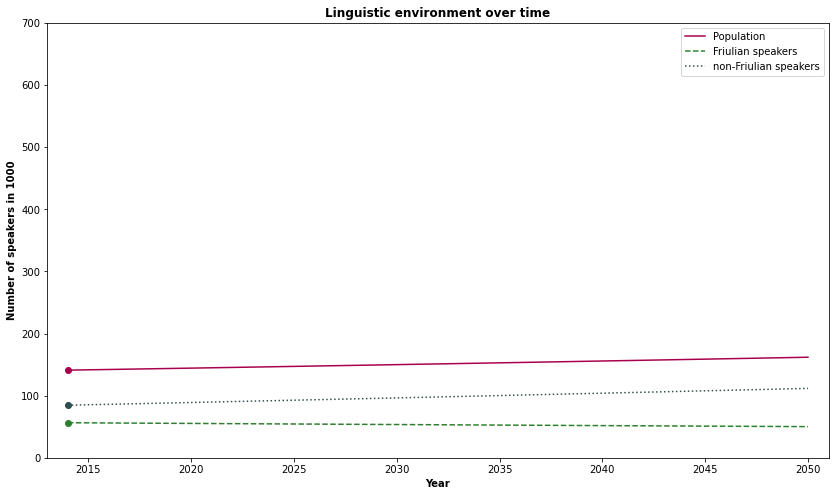 Linguistic environment over time
Population
Friulian speakers
non-Friulian speakers
Number of speakers in 1000
700
600
500
400
300
200
100
0
2015 2020 2025 2030 2035 2040 2045 2050
Year